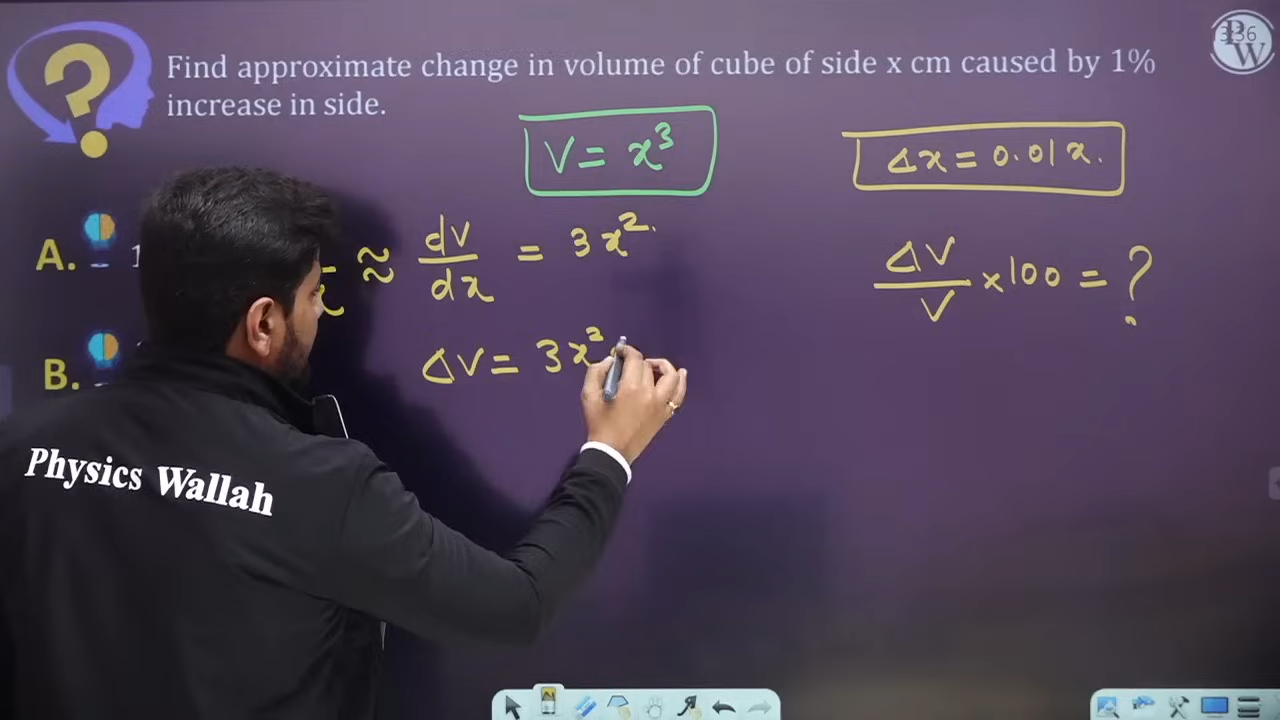 Find approximate change in volume of cube of side x cm caused by 1%
increase in side.
V = x³
Δx = 0.01x.
A.
≈ dV/dx = 3x².
ΔV/V × 100 = ?
B.
ΔV = 3x²
Physics Wallah
PW